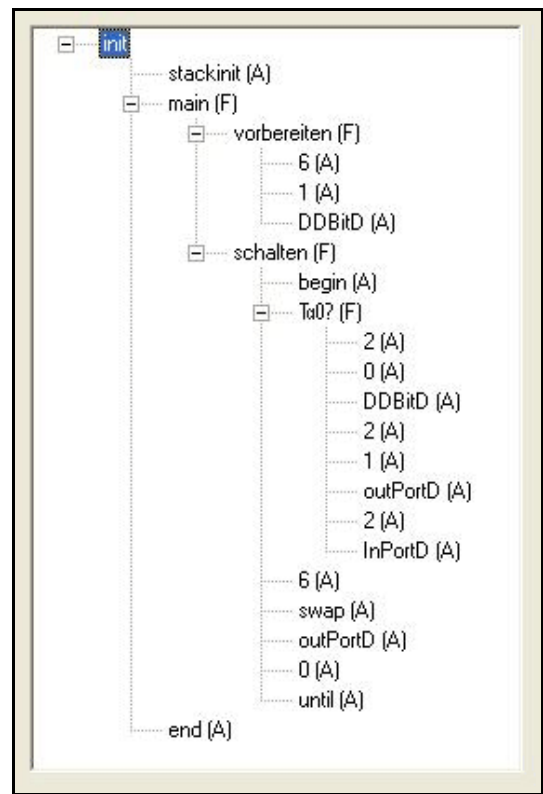 init
stackinit (A)
main (F)
vorbereiten (F)
6 (A)
1 (A)
DDBitD (A)
schalten (F)
begin (A)
Ta0? (F)
2 (A)
0 (A)
DDBitD (A)
2 (A)
1 (A)
outPortD (A)
2 (A)
InPortD (A)
6 (A)
swap (A)
outPortD (A)
0 (A)
until (A)
end (A)